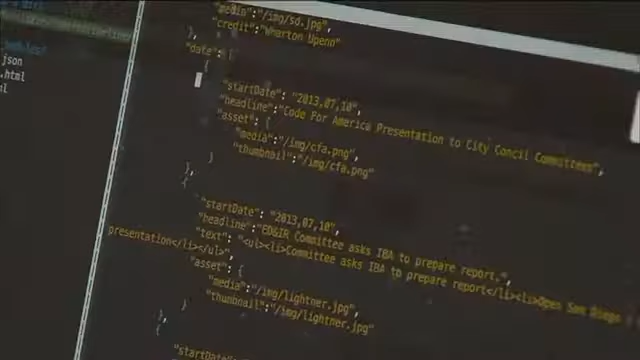 json
.html
"media":"/img/sd.jpg",
"credit":"Wharton Upenn"
},
"date": [
{
"startDate": "2013,07,10",
"headline":"Code For America Presentation to City Concil Committees",
"asset": {
"media":"/img/cfa.png",
"thumbnail":"/img/cfa.png"
}
},
{
"startDate": "2013,07,10",
"headline":"EDGIR Committee asks IBA to prepare report.",
"text": "<ul><li>Committee asks IBA to prepare report</li><li>Open San Diego
presentation</li></ul>",
"asset": {
"media":"/img/lightner.jpg",
"thumbnail":"/img/lightner.jpg"
}
},
{
"startDate"